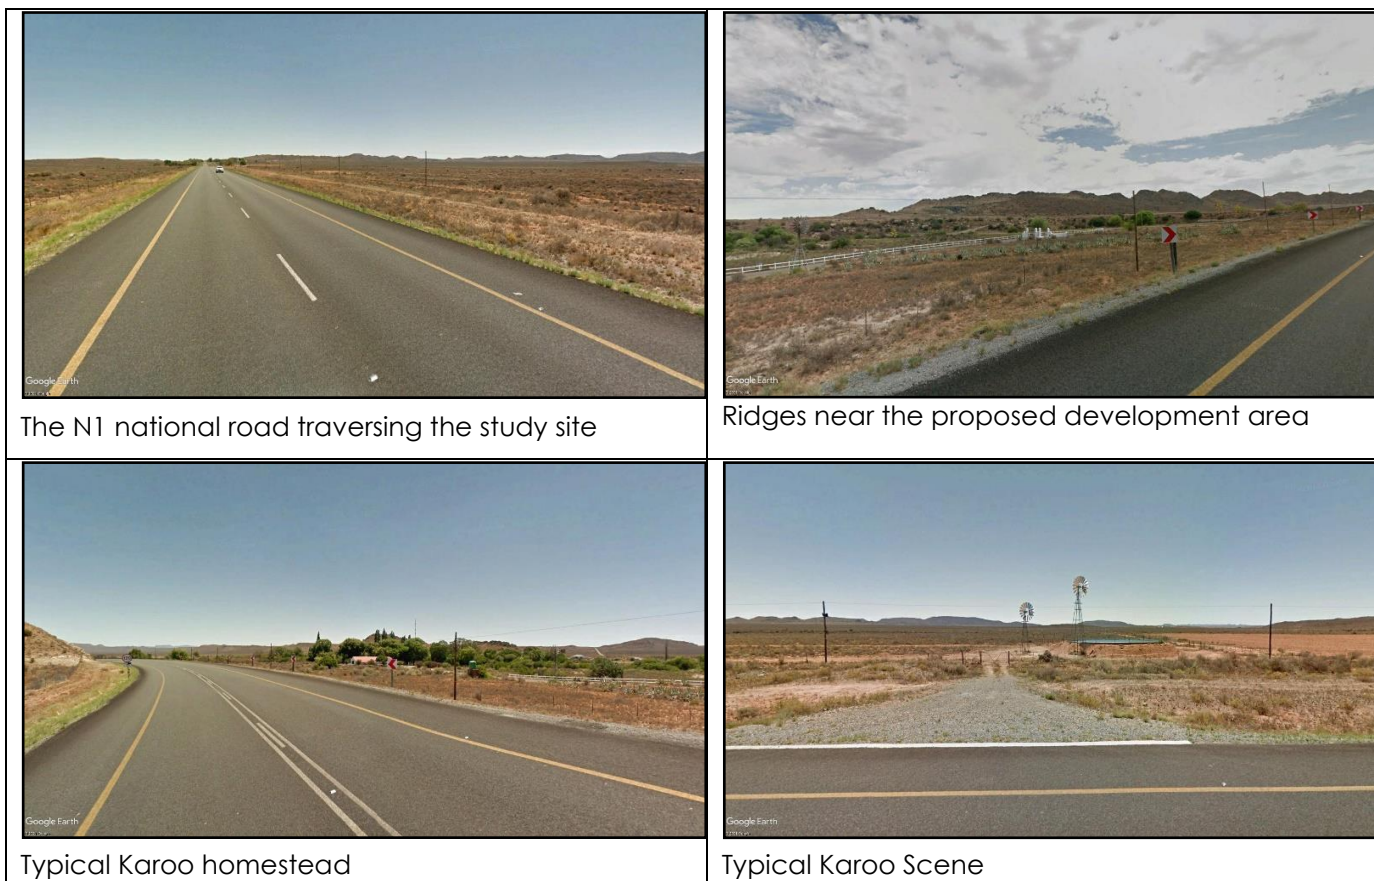 Google Earth
Google Earth
The N1 national road traversing the study site
Ridges near the proposed development area
Google Earth
Google Earth
Typical Karoo homestead
Typical Karoo Scene